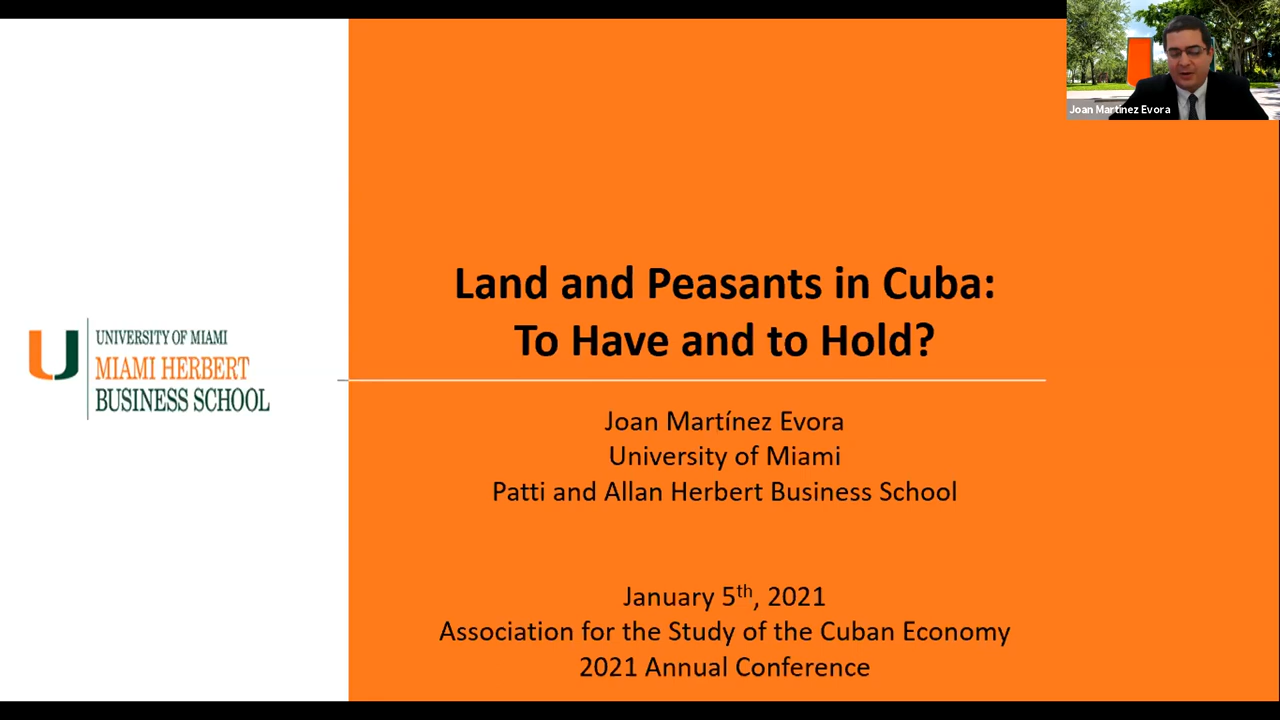 Joan Martínez Evora
Land and Peasants in Cuba:
To Have and to Hold?
UNIVERSITY OF MIAMI
MIAMI HERBERT
BUSINESS SCHOOL
Joan Martínez Evora
University of Miami
Patti and Allan Herbert Business School
January 5th, 2021
Association for the Study of the Cuban Economy
2021 Annual Conference